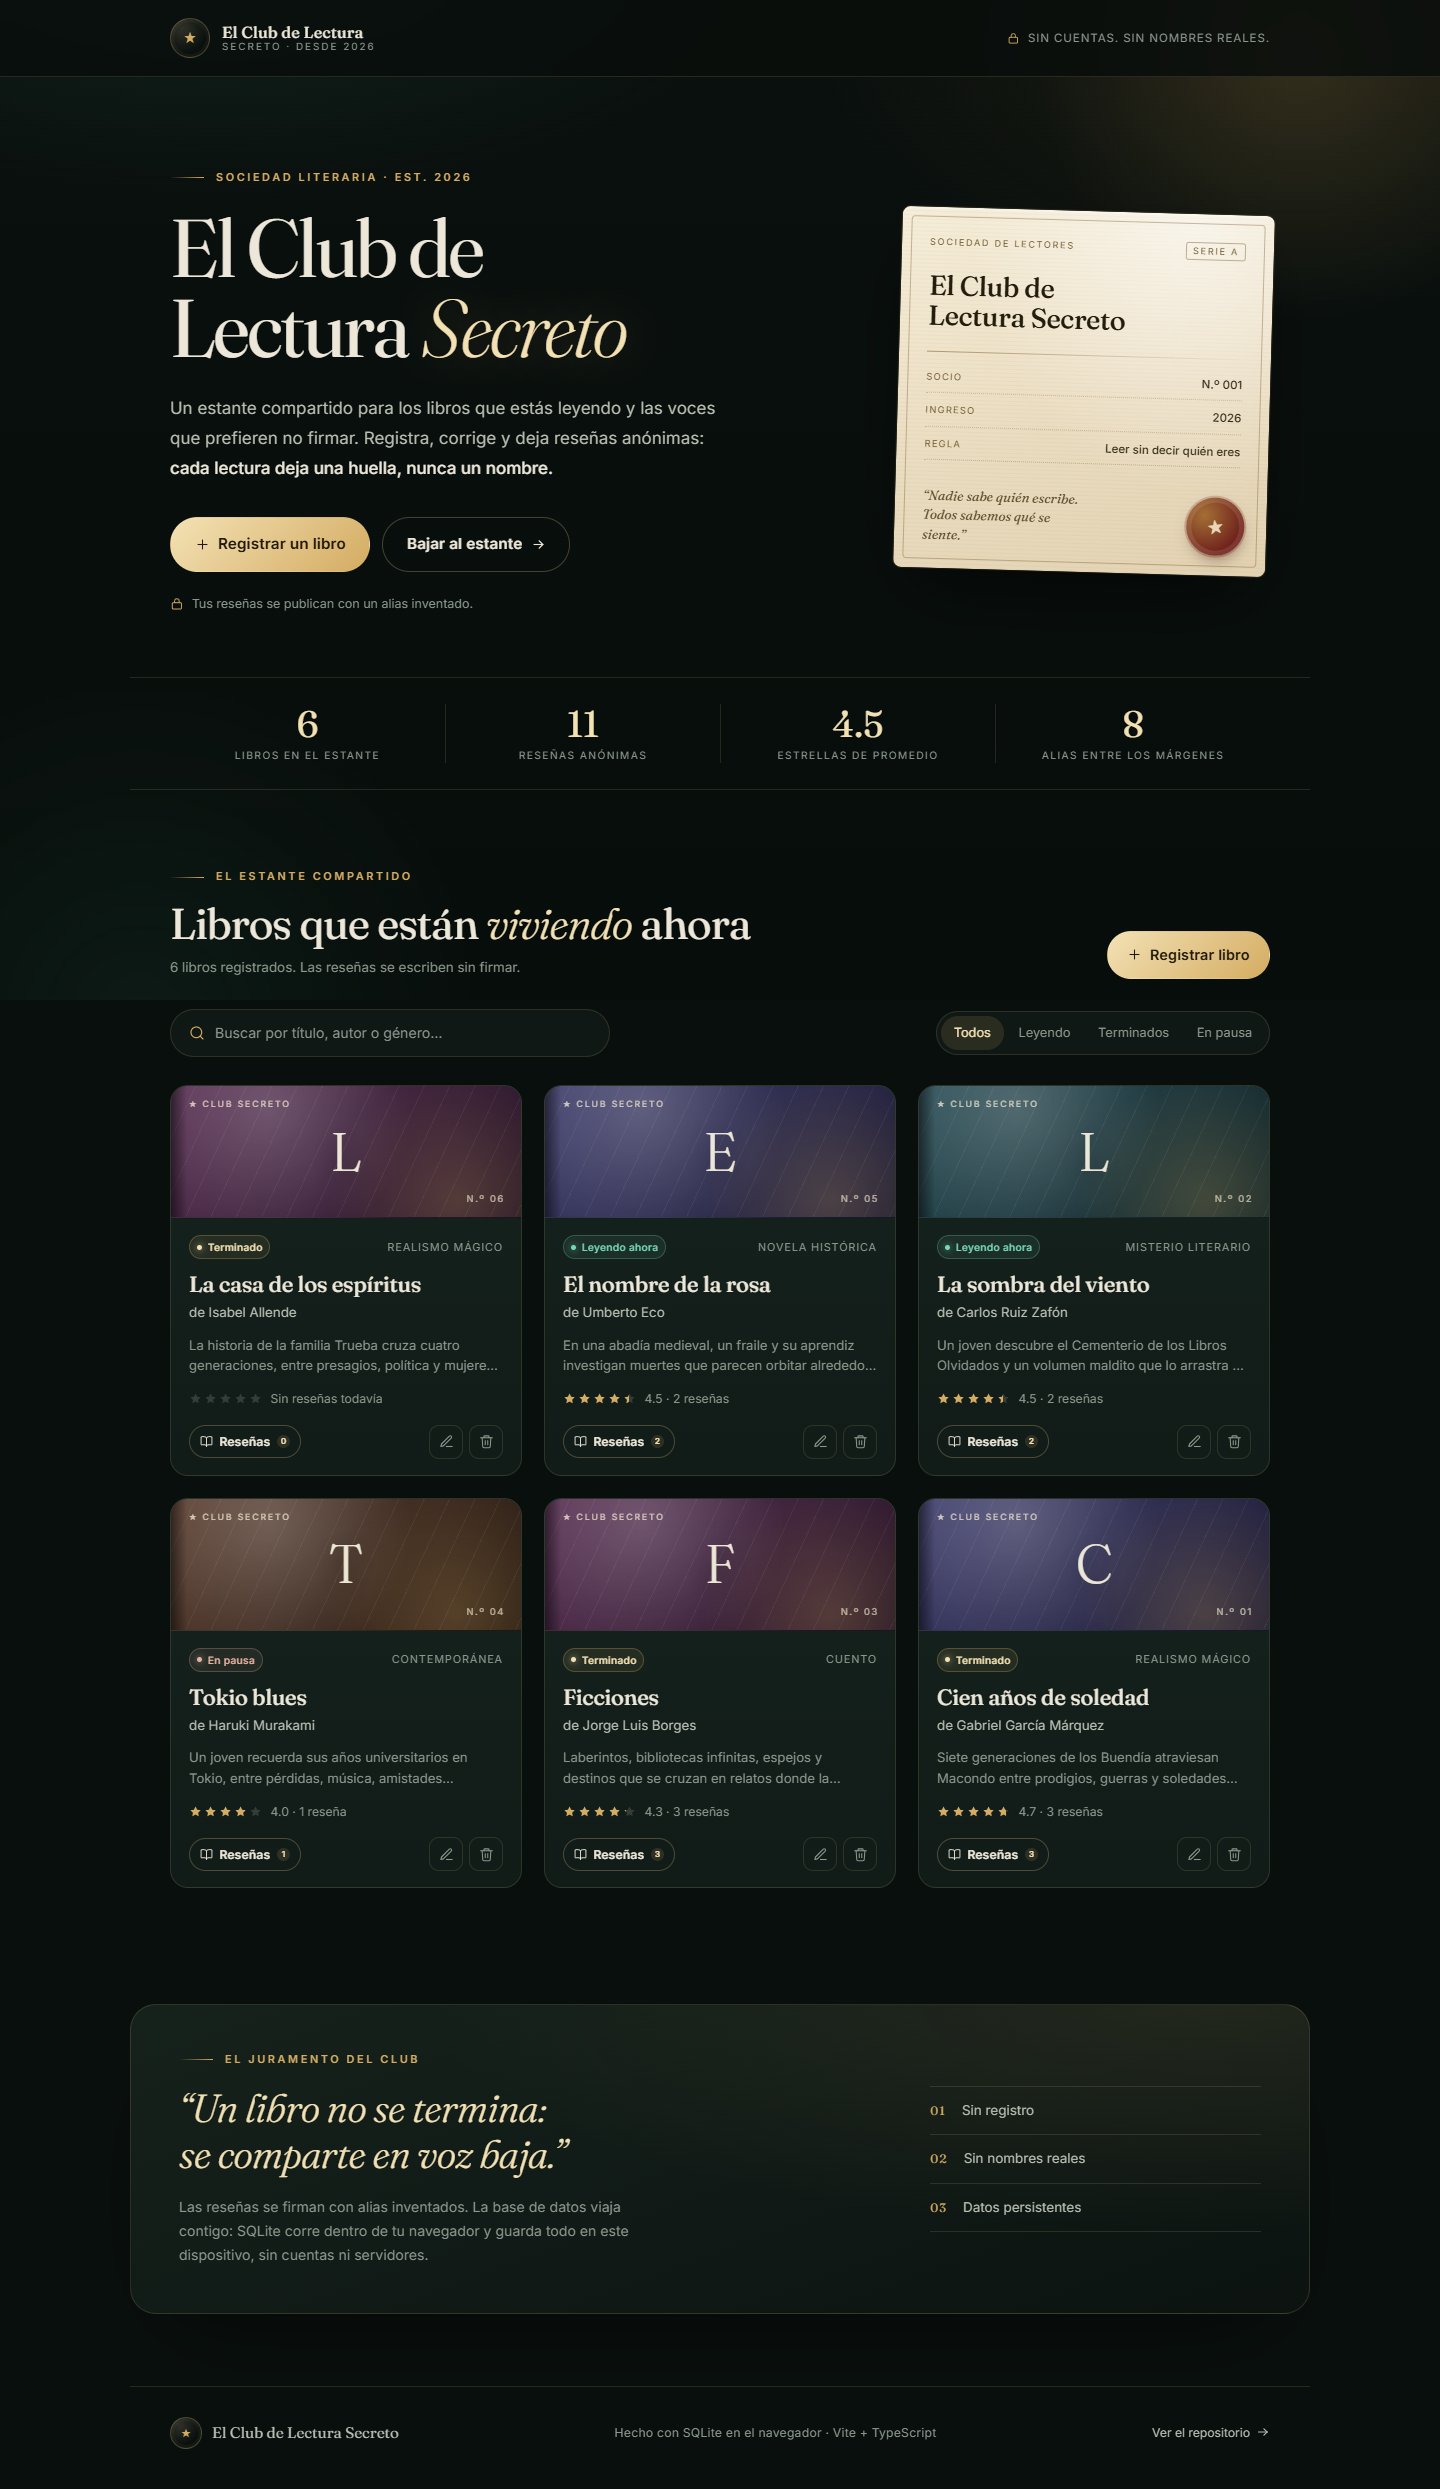 El Club de Lectura
SECRETO · DESDE 2026
SIN CUENTAS. SIN NOMBRES REALES.
SOCIEDAD LITERARIA · EST. 2026
El Club de
Lectura Secreto
Un estante compartido para los libros que estás leyendo y las voces
que prefieren no firmar. Registra, corrige y deja reseñas anónimas:
cada lectura deja una huella, nunca un nombre.
+ Registrar un libro
Bajar al estante →
Tus reseñas se publican con un alias inventado.
SOCIEDAD DE LECTORES
SERIE A
El Club de
Lectura Secreto
SOCIO
N.º 001
INGRESO
2026
REGLA
Leer sin decir quién eres
“Nadie sabe quién escribe.
Todos sabemos qué se
siente.”
6
LIBROS EN EL ESTANTE
11
RESEÑAS ANÓNIMAS
4.5
ESTRELLAS DE PROMEDIO
8
ALIAS ENTRE LOS MÁRGENES
EL ESTANTE COMPARTIDO
Libros que están viviendo ahora
6 libros registrados. Las reseñas se escriben sin firmar.
+ Registrar libro
Buscar por título, autor o género...
Todos
Leyendo
Terminados
En pausa
★ CLUB SECRETO
L
N.º 06
Terminado
REALISMO MÁGICO
La casa de los espíritus
de Isabel Allende
La historia de la familia Trueba cruza cuatro
generaciones, entre presagios, política y mujere...
Sin reseñas todavía
Reseñas 0
★ CLUB SECRETO
E
N.º 05
Leyendo ahora
NOVELA HISTÓRICA
El nombre de la rosa
de Umberto Eco
En una abadía medieval, un fraile y su aprendiz
investigan muertes que parecen orbitar alrededo...
4.5 · 2 reseñas
Reseñas 2
★ CLUB SECRETO
L
N.º 02
Leyendo ahora
MISTERIO LITERARIO
La sombra del viento
de Carlos Ruiz Zafón
Un joven descubre el Cementerio de los Libros
Olvidados y un volumen maldito que lo arrastra ...
4.5 · 2 reseñas
Reseñas 2
★ CLUB SECRETO
T
N.º 04
En pausa
CONTEMPORÁNEA
Tokio blues
de Haruki Murakami
Un joven recuerda sus años universitarios en
Tokio, entre pérdidas, música, amistades...
4.0 · 1 reseña
Reseñas 1
★ CLUB SECRETO
F
N.º 03
Terminado
CUENTO
Ficciones
de Jorge Luis Borges
Laberintos, bibliotecas infinitas, espejos y
destinos que se cruzan en relatos donde la...
4.3 · 3 reseñas
Reseñas 3
★ CLUB SECRETO
C
N.º 01
Terminado
REALISMO MÁGICO
Cien años de soledad
de Gabriel García Márquez
Siete generaciones de los Buendía atraviesan
Macondo entre prodigios, guerras y soledades...
4.7 · 3 reseñas
Reseñas 3
EL JURAMENTO DEL CLUB
“Un libro no se termina:
se comparte en voz baja.”
Las reseñas se firman con alias inventados. La base de datos viaja
contigo: SQLite corre dentro de tu navegador y guarda todo en este
dispositivo, sin cuentas ni servidores.
01 Sin registro
02 Sin nombres reales
03 Datos persistentes
El Club de Lectura Secreto
Hecho con SQLite en el navegador · Vite + TypeScript
Ver el repositorio →